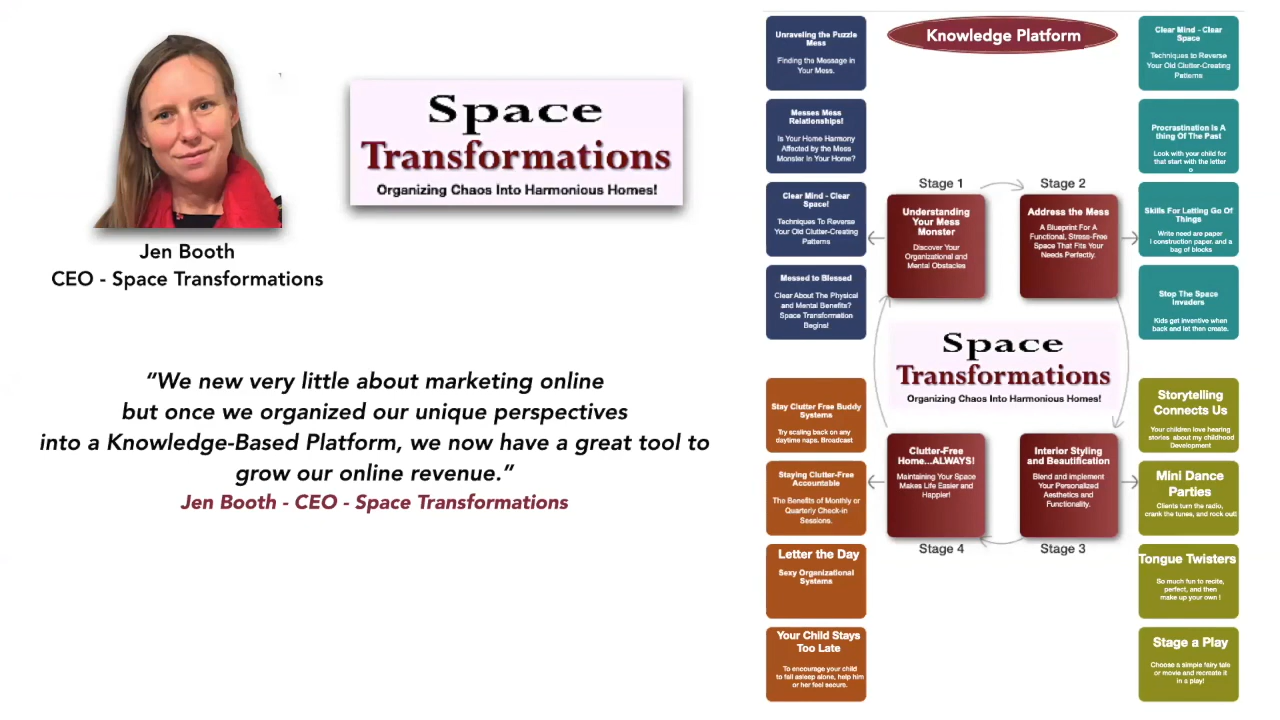 Jen Booth
CEO - Space Transformations
Space
Transformations
Organizing Chaos Into Harmonious Homes!
“We new very little about marketing online
but once we organized our unique perspectives
into a Knowledge-Based Platform, we now have a great tool to
grow our online revenue.”
Jen Booth - CEO - Space Transformations
Knowledge Platform
Unraveling the Puzzle
Mess
Finding the Message in
Your Mess.
Messes Mess
Relationships!
Is Your Home Harmony
Affected by the Mess
Monster In Your Home?
Clear Mind - Clear
Space!
Techniques To Reverse
Your Old Clutter-Creating
Patterns
Messed to Blessed
Clear About The Physical
and Mental Benefits?
Space Transformation
Begins!
Stage 1
Understanding
Your Mess
Monster
Discover Your
Organizational and
Mental Obstacles
Stage 2
Address the Mess
A Blueprint For A
Functional, Stress-Free
Space That Fits Your
Needs Perfectly.
Clear Mind - Clear
Space
Techniques to Reverse
Your Old Clutter-Creating
Patterns
Procrastination Is A
thing Of The Past
Look with your child for
that start with the letter
o
Skills For Letting Go Of
Things
Write need are paper
i construction paper. and a
bag of blocks
Stop The Space
Invaders
Kids get inventive when
back and let then create.
Space
Transformations
Organizing Chaos Into Harmonious Homes!
Stay Clutter Free Buddy
Systems
Try scaling back on any
daytime naps. Broadcast
Staying Clutter-Free
Accountable
The Benefits of Monthly or
Quarterly Check-in
Sessions.
Letter the Day
Sexy Organizational
Systems
Your Child Stays
Too Late
To encourage your child
to fall asleep alone, help him
or her feel secure.
Clutter-Free
Home...ALWAYS!
Maintaining Your Space
Makes Life Easier and
Happier!
Stage 4
Interior Styling
and Beautification
Blend and implement
Your Personalized
Aesthetics and
Functionality.
Stage 3
Storytelling
Connects Us
Your children love hearing
stories about my childhood
Development
Mini Dance
Parties
Clients turn the radio,
crank the tunes, and rock out!
Tongue Twisters
So much fun to recite,
perfect, and then
make up your own !
Stage a Play
Choose a simple fairy tale
or movie and recreate it
in a play!